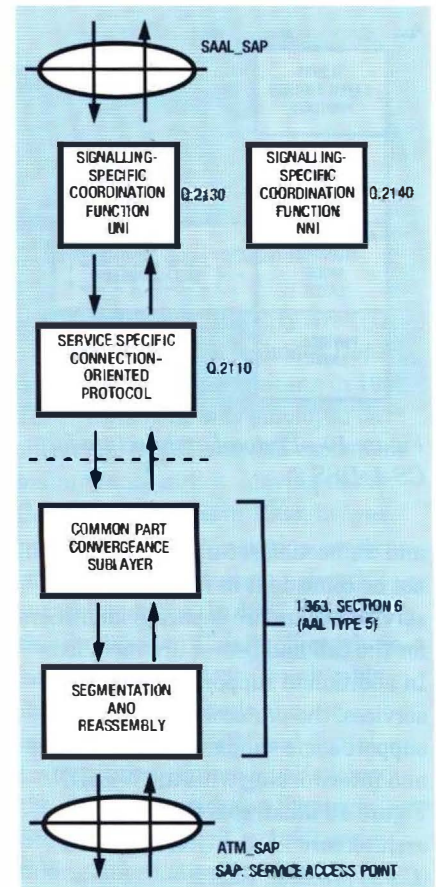 SAAL_SAP
SIGNALLING-
SPECIFIC
COORDINATION
FUNCTION
UNI
Q.2130
SIGNALLING-
SPECIFIC
COORDINATION
FUNCTION
NNI
Q.2140
SERVICE SPECIFIC
CONNECTION-
ORIENTED
PROTOCOL
Q.2110
COMMON PART
CONVERGEANCE
SUBLAYER
1.363, SECTION 6
(AAL TYPE 5)
SEGMENTATION
AND
REASSEMBLY
ATM_SAP
SAP: SERVICE ACCESS POINT